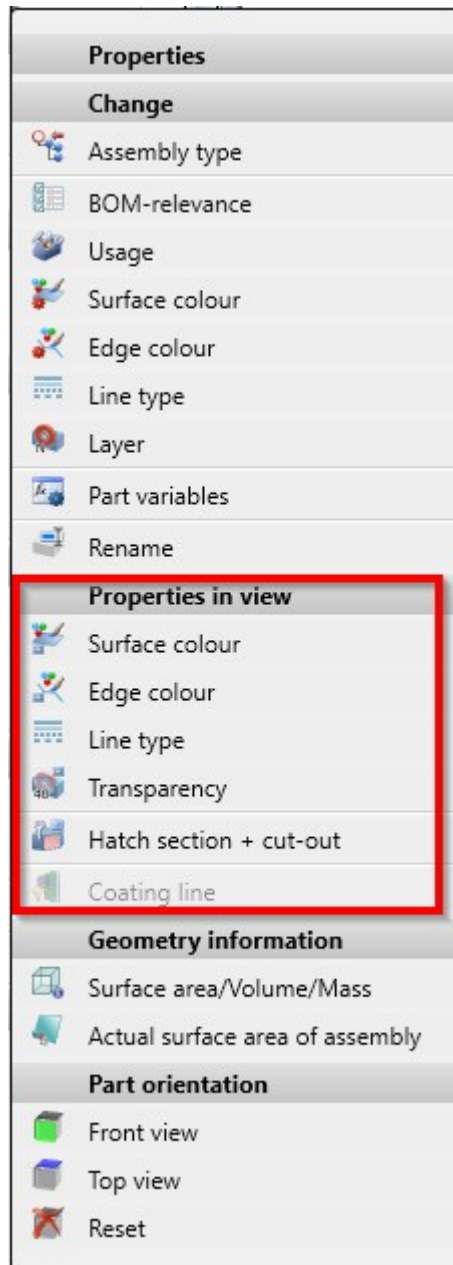 Properties
Change
Assembly type
BOM-relevance
Usage
Surface colour
Edge colour
Line type
Layer
Part variables
Rename
Properties in view
Surface colour
Edge colour
Line type
Transparency
Hatch section + cut-out
Coating line
Geometry information
Surface area/Volume/Mass
Actual surface area of assembly
Part orientation
Front view
Top view
Reset